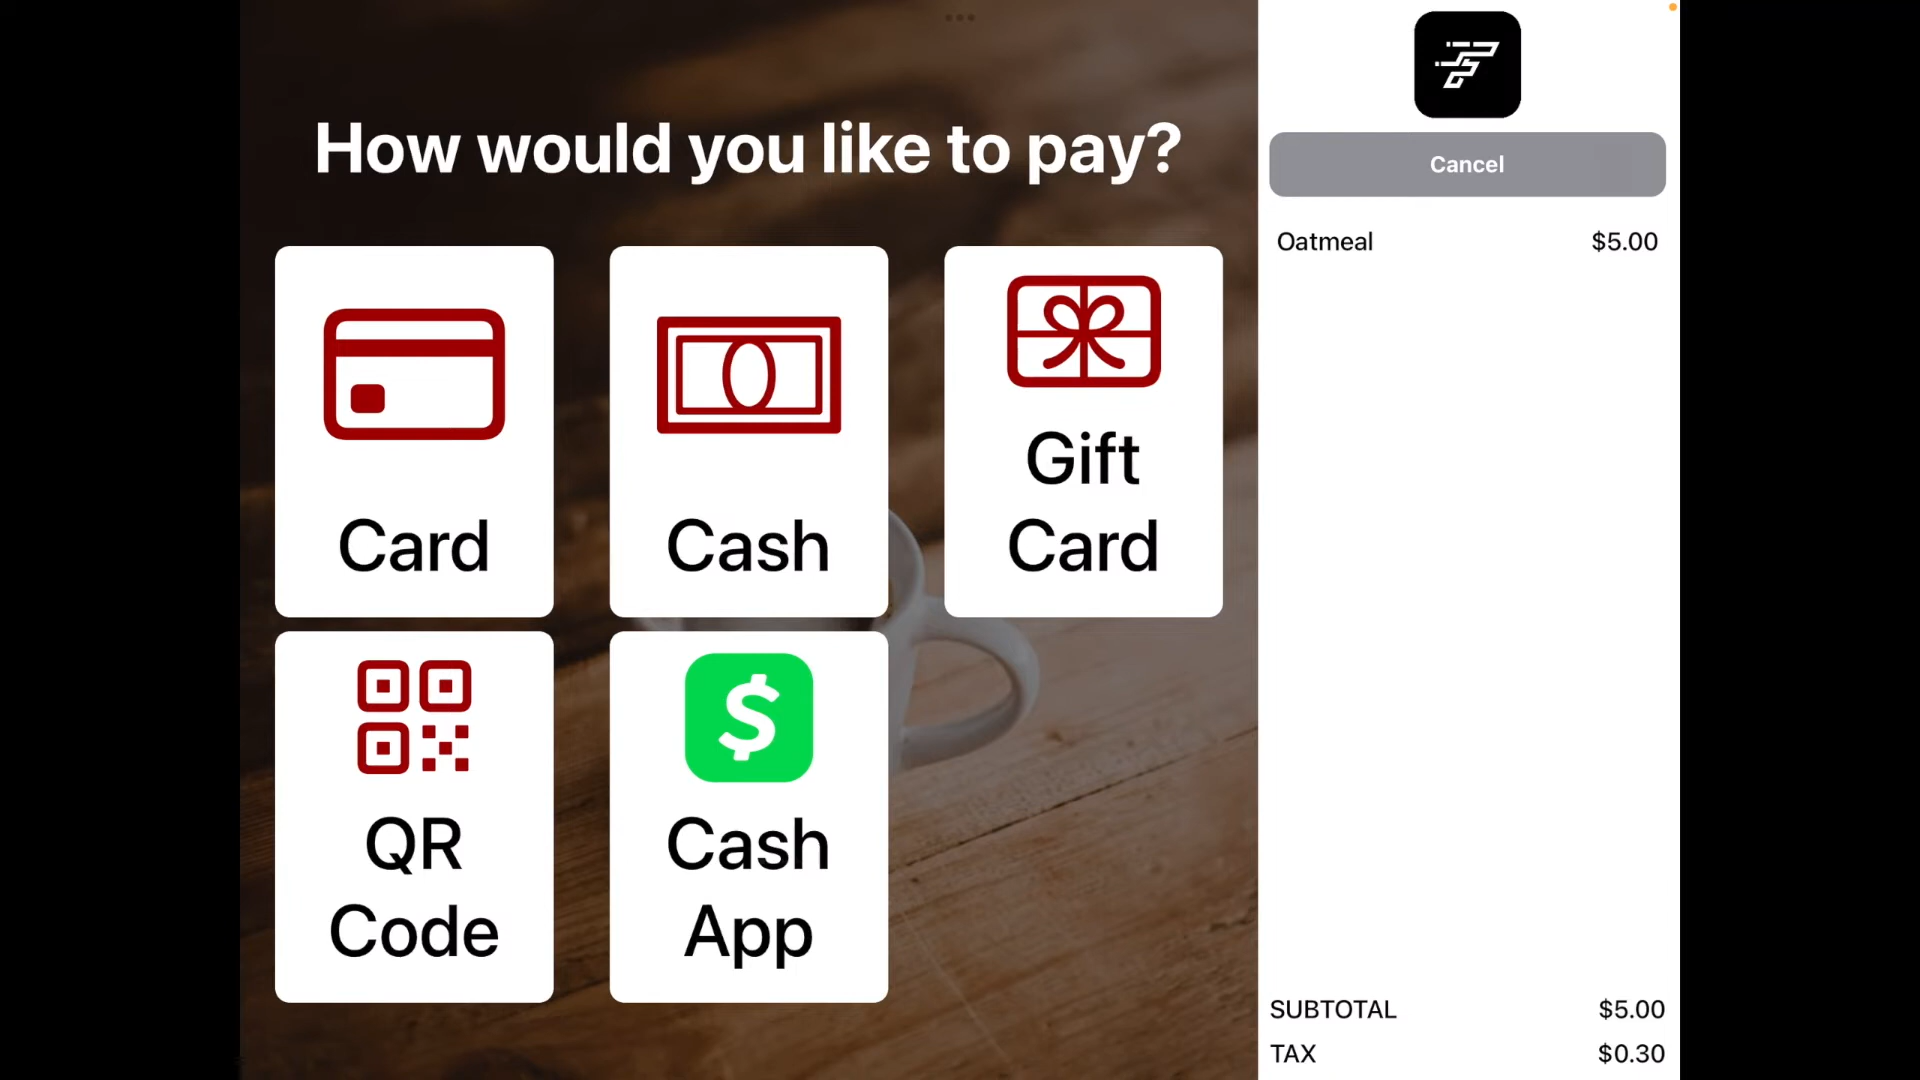 How would you like to pay?
Card
Cash
Gift
Card
QR
Code
Cash
App
Cancel
Oatmeal $5.00
SUBTOTAL $5.00
TAX $0.30